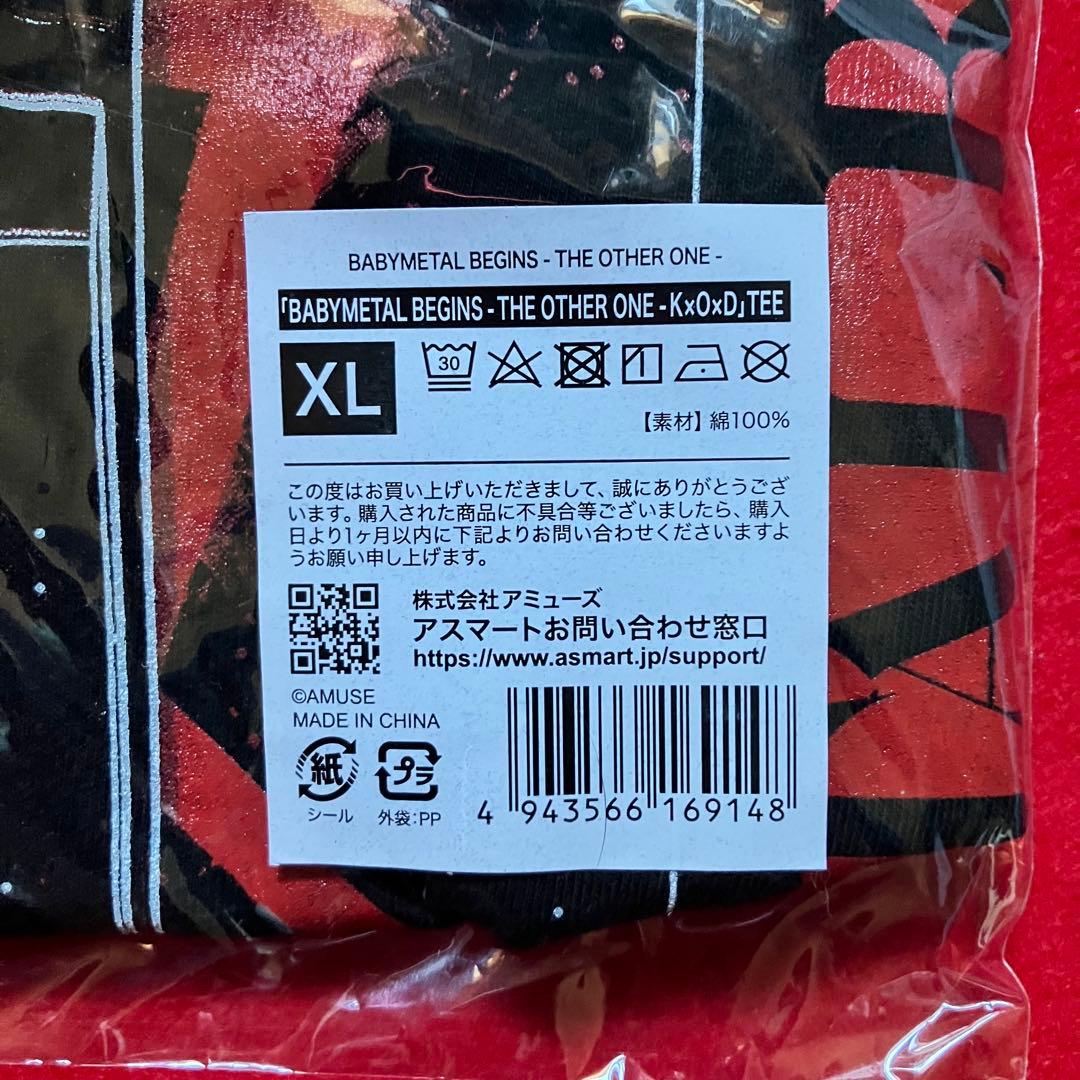 BABYMETAL BEGINS - THE OTHER ONE -
「BABYMETAL BEGINS - THE OTHER ONE - K×O×D」TEE
XL
30
【素材】綿100%
この度はお買い上げいただきまして、誠にありがとうござ
います。購入された商品に不具合等ございましたら、購入
日より1ヶ月以内に下記よりお問い合わせくださいますよ
うお願い申し上げます。
株式会社アミューズ
アスマートお問い合わせ窓口
https://www.asmart.jp/support/
©AMUSE
MADE IN CHINA
紙
プラ
シール
外袋:PP
4 943566 169148